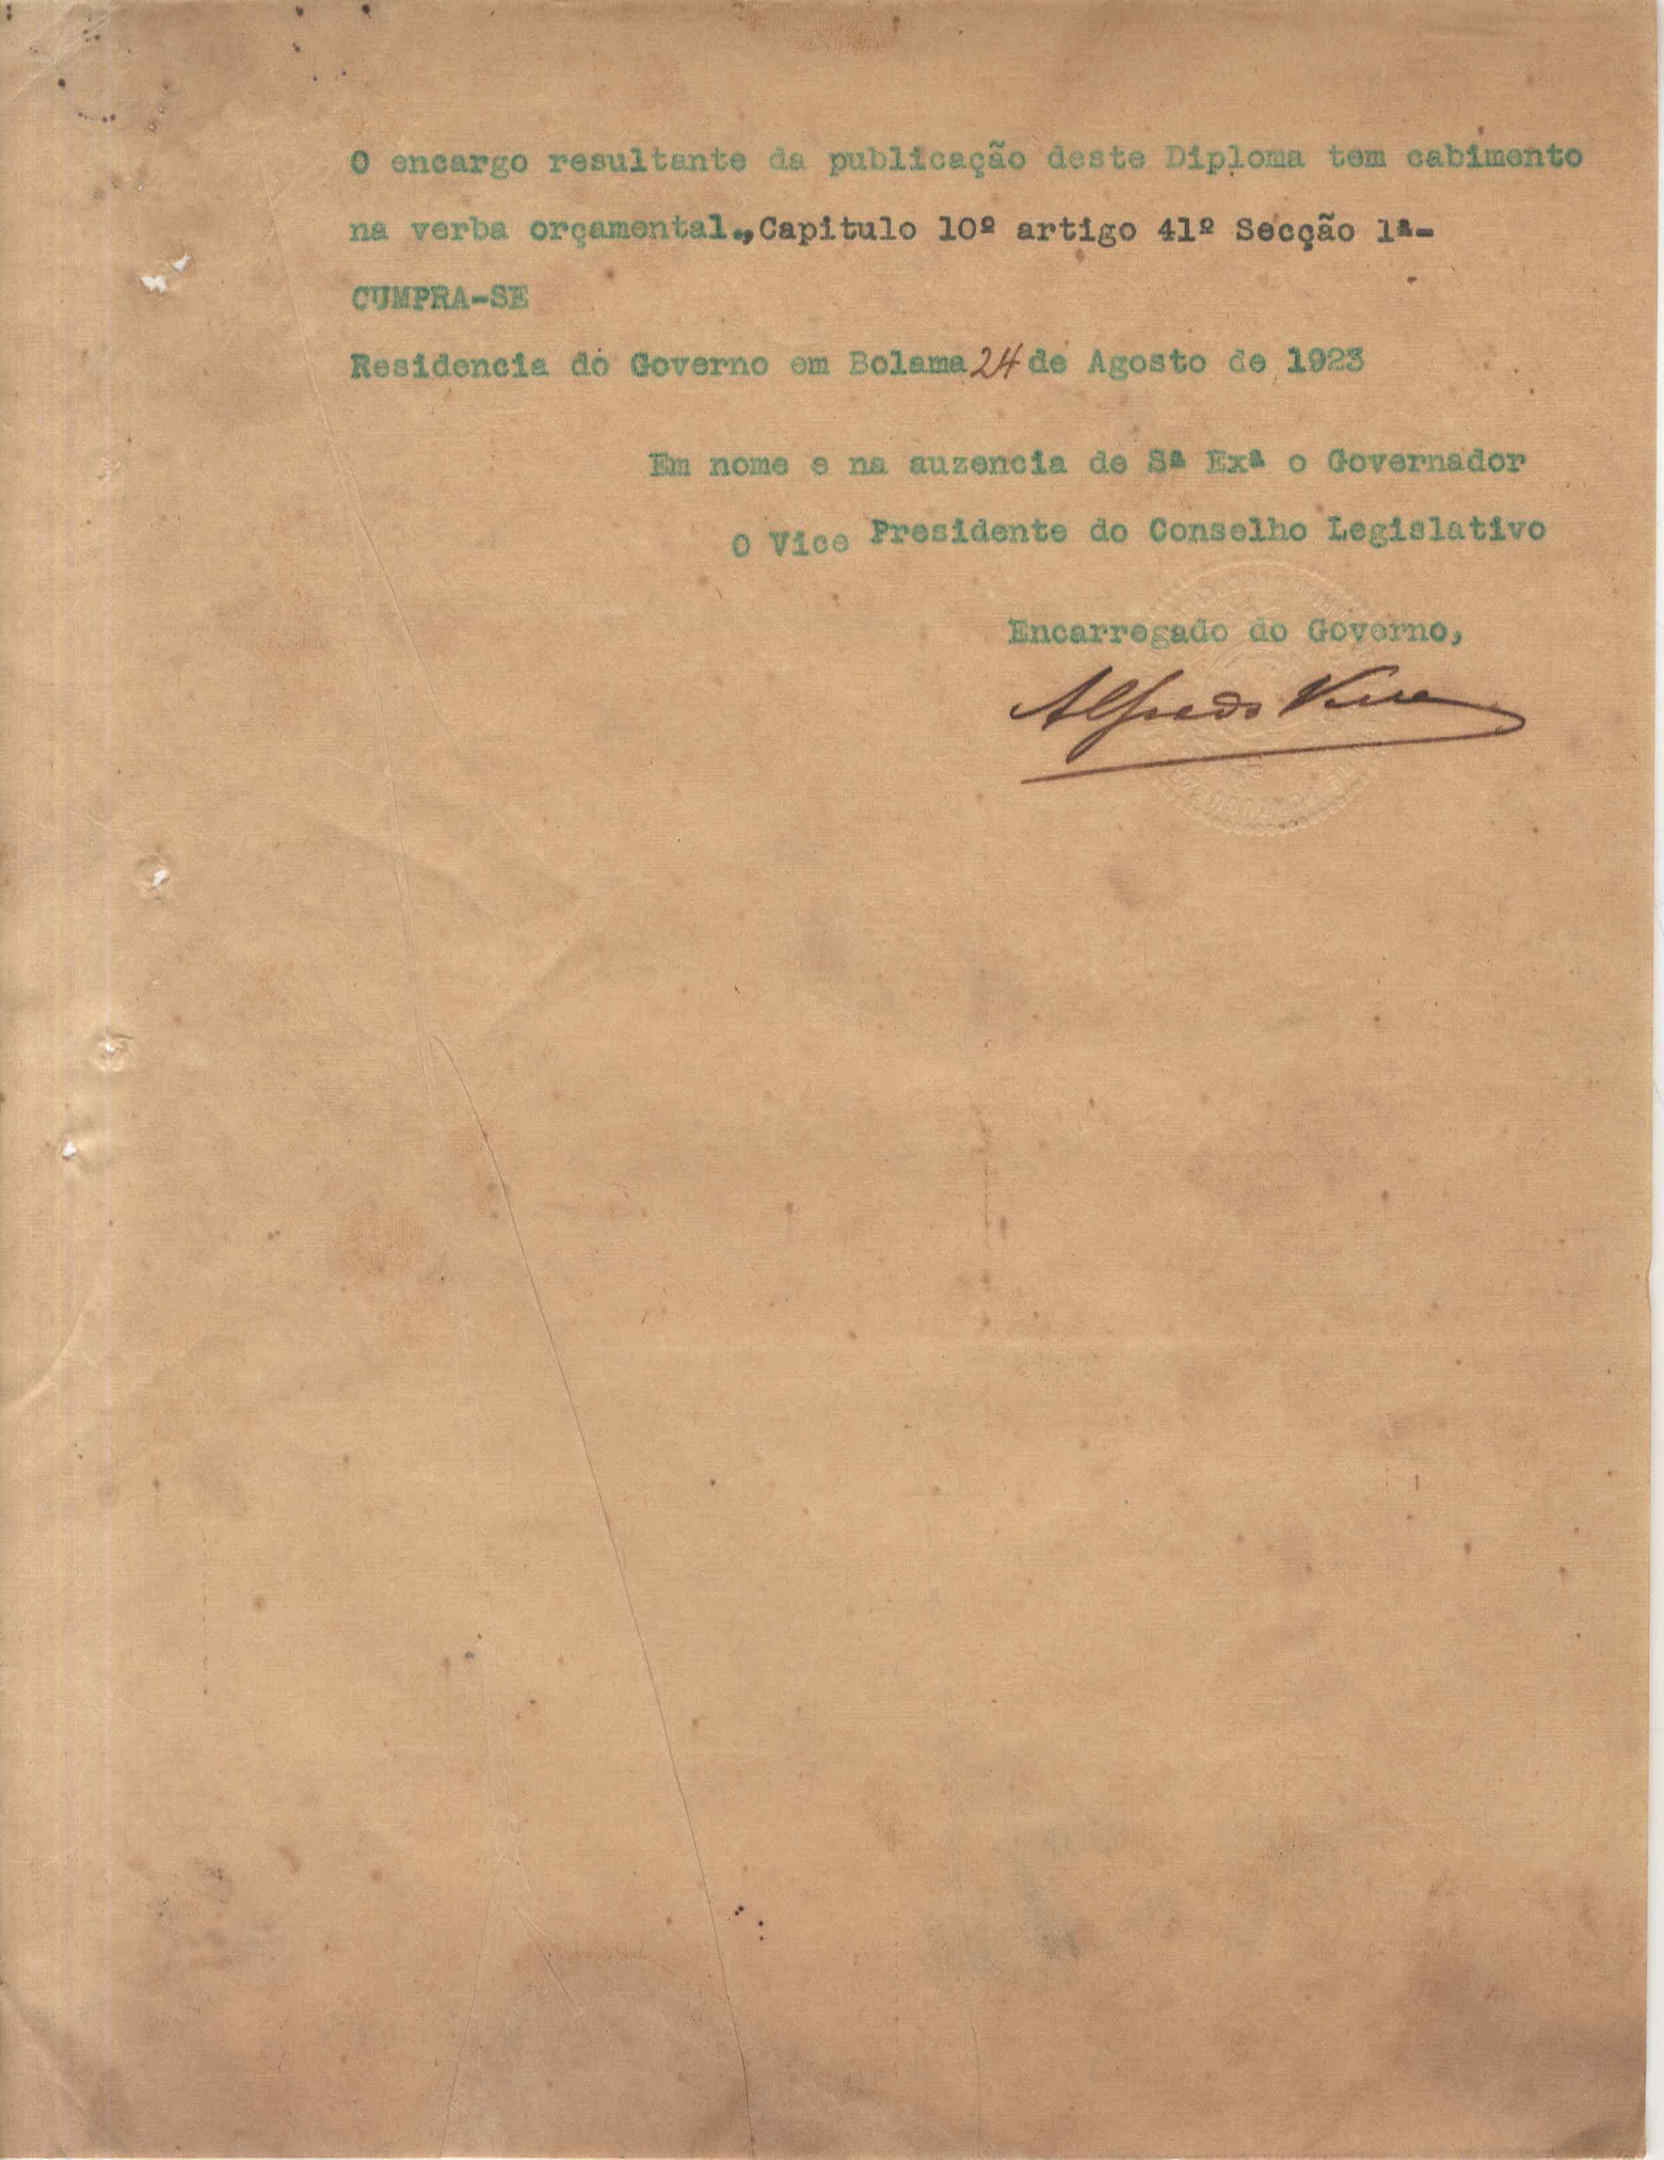 O encargo resultante da publicação deste Diploma tem cabimento
na verba orçamental.,Capitulo 10º artigo 41º Secção 1ª-
CUMPRA-SE
Residencia do Governo em Bolama 24 de Agosto de 1923
Em nome e na auzencia de Sª Exª o Governador
O Vice Presidente do Conselho Legislativo
Encarregado do Governo,
Alfredo